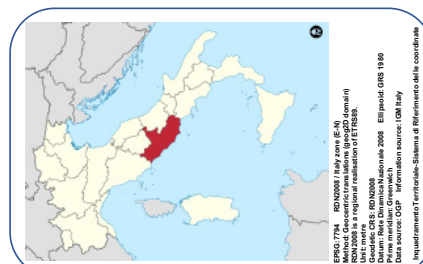 EPSG:7794 RDN2008 / Italy zone (E-N)
Method: Geocentric translations (geog2D domain)
RDN2008 is a regional realisation of ETRS89.
Unit: metre
Geodetic CRS: RDN2008
Datum: Rete Dinamica Nazionale 2008 Ellipsoid: GRS 1980
Prime meridian: Greenwich
Data source: OGP Information source: IGM Italy
Inquadramento Territoriale-Sistema di Riferimento delle coordinate